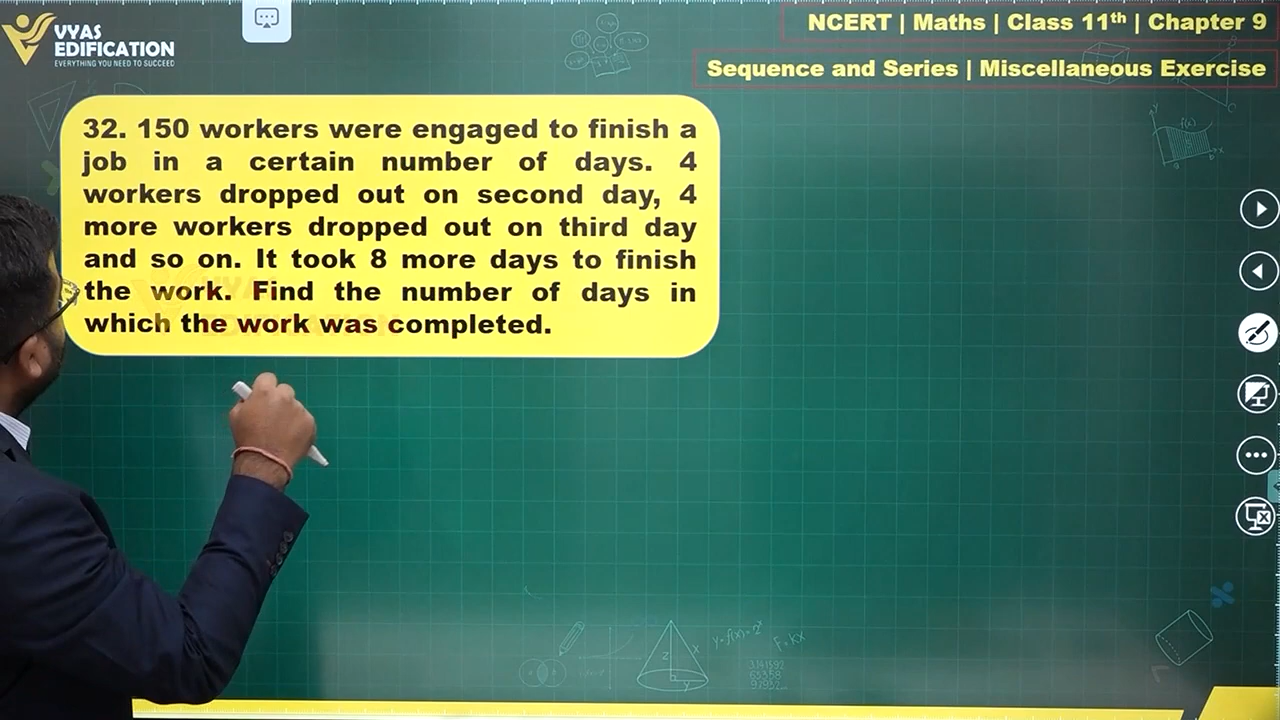 VYAS
EDIFICATION
EVERYTHING YOU NEED TO SUCCEED
NCERT | Maths | Class 11th | Chapter 9
Sequence and Series | Miscellaneous Exercise
32. 150 workers were engaged to finish a
job in a certain number of days. 4
workers dropped out on second day, 4
more workers dropped out on third day
and so on. It took 8 more days to finish
the work. Find the number of days in
which the work was completed.